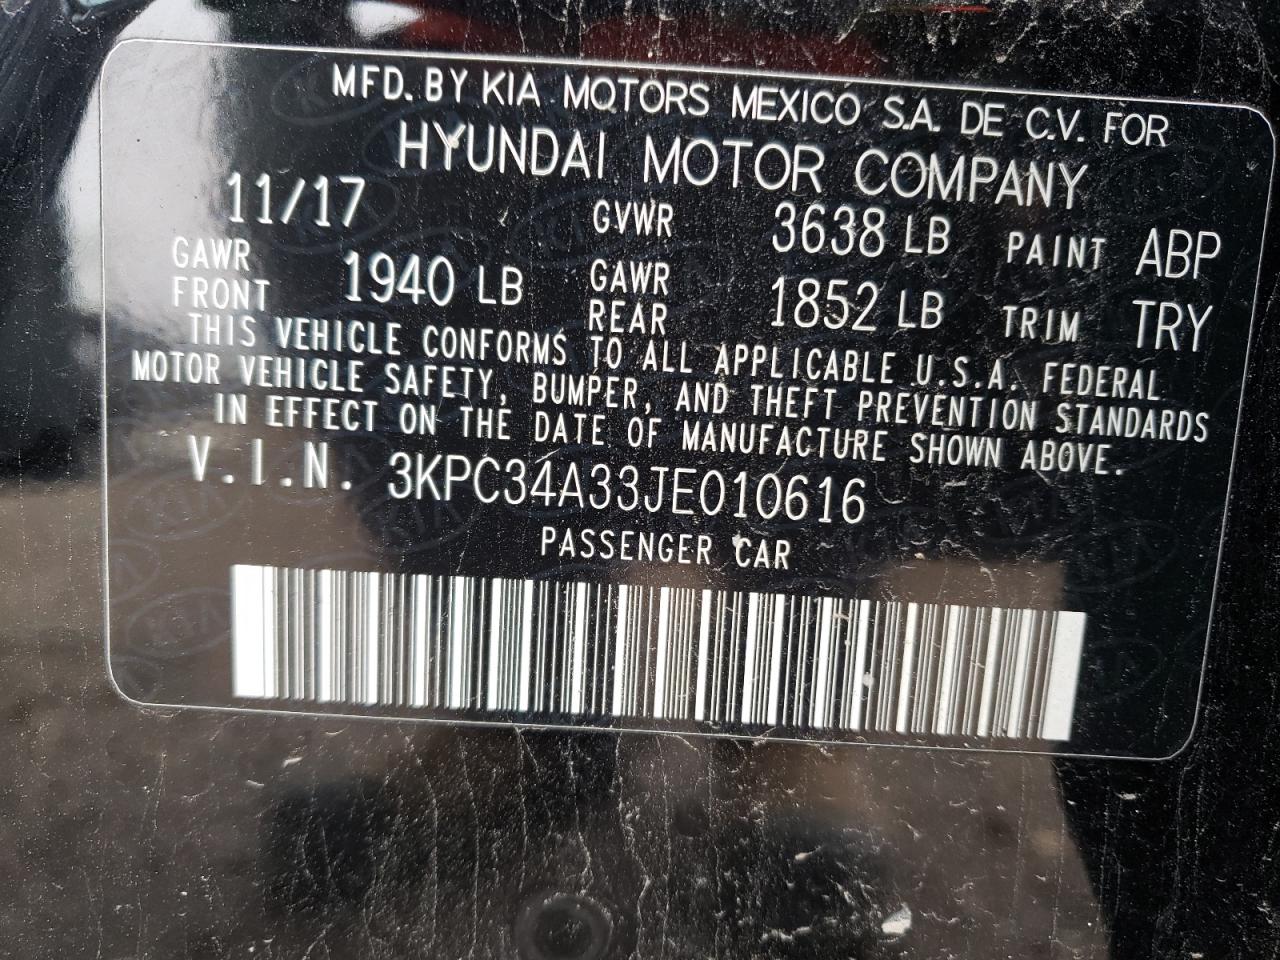 MFD. BY KIA MOTORS MEXICO S.A. DE C.V. FOR
HYUNDAI MOTOR COMPANY
11/17 GVWR 3638 LB PAINT ABP
GAWR FRONT 1940 LB GAWR REAR 1852 LB TRIM TRY
THIS VEHICLE CONFORMS TO ALL APPLICABLE U.S.A. FEDERAL
MOTOR VEHICLE SAFETY, BUMPER, AND THEFT PREVENTION STANDARDS
IN EFFECT ON THE DATE OF MANUFACTURE SHOWN ABOVE.
V.I.N. 3KPC34A33JE010616
PASSENGER CAR